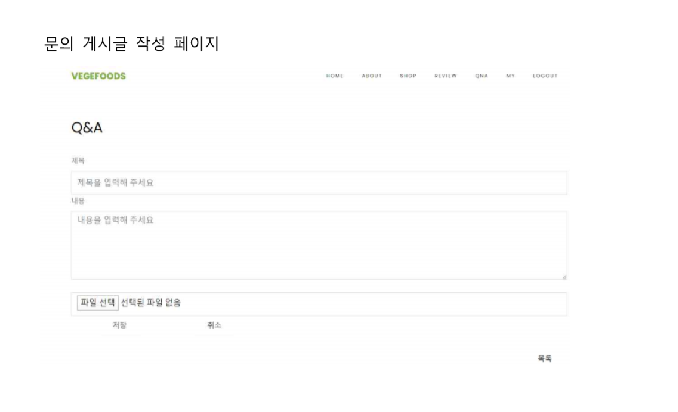 문의 게시글 작성 페이지
VEGEFOODS HOME ABOUT SHOP REVIEW QNA MY LOGOUT
Q&A
제목
제목을 입력해 주세요
내용
내용을 입력해 주세요
파일 선택 선택된 파일 없음
저장 취소
목록